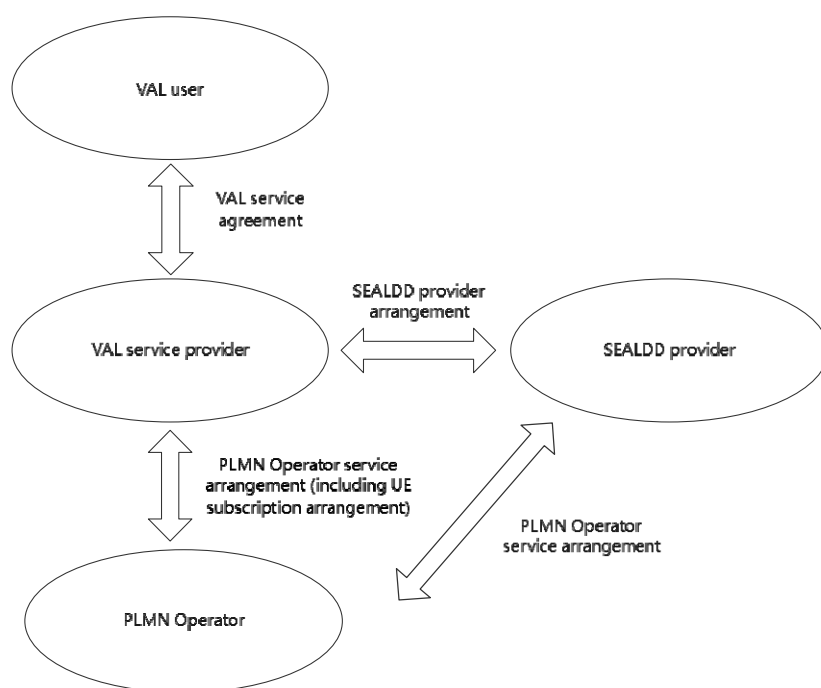 VAL user
VAL service
agreement
SEALDD provider
arrangement
VAL service provider
SEALDD provider
PLMN Operator service
arrangement (including UE
subscription arrangement)
PLMN Operator
service arrangement
PLMN Operator